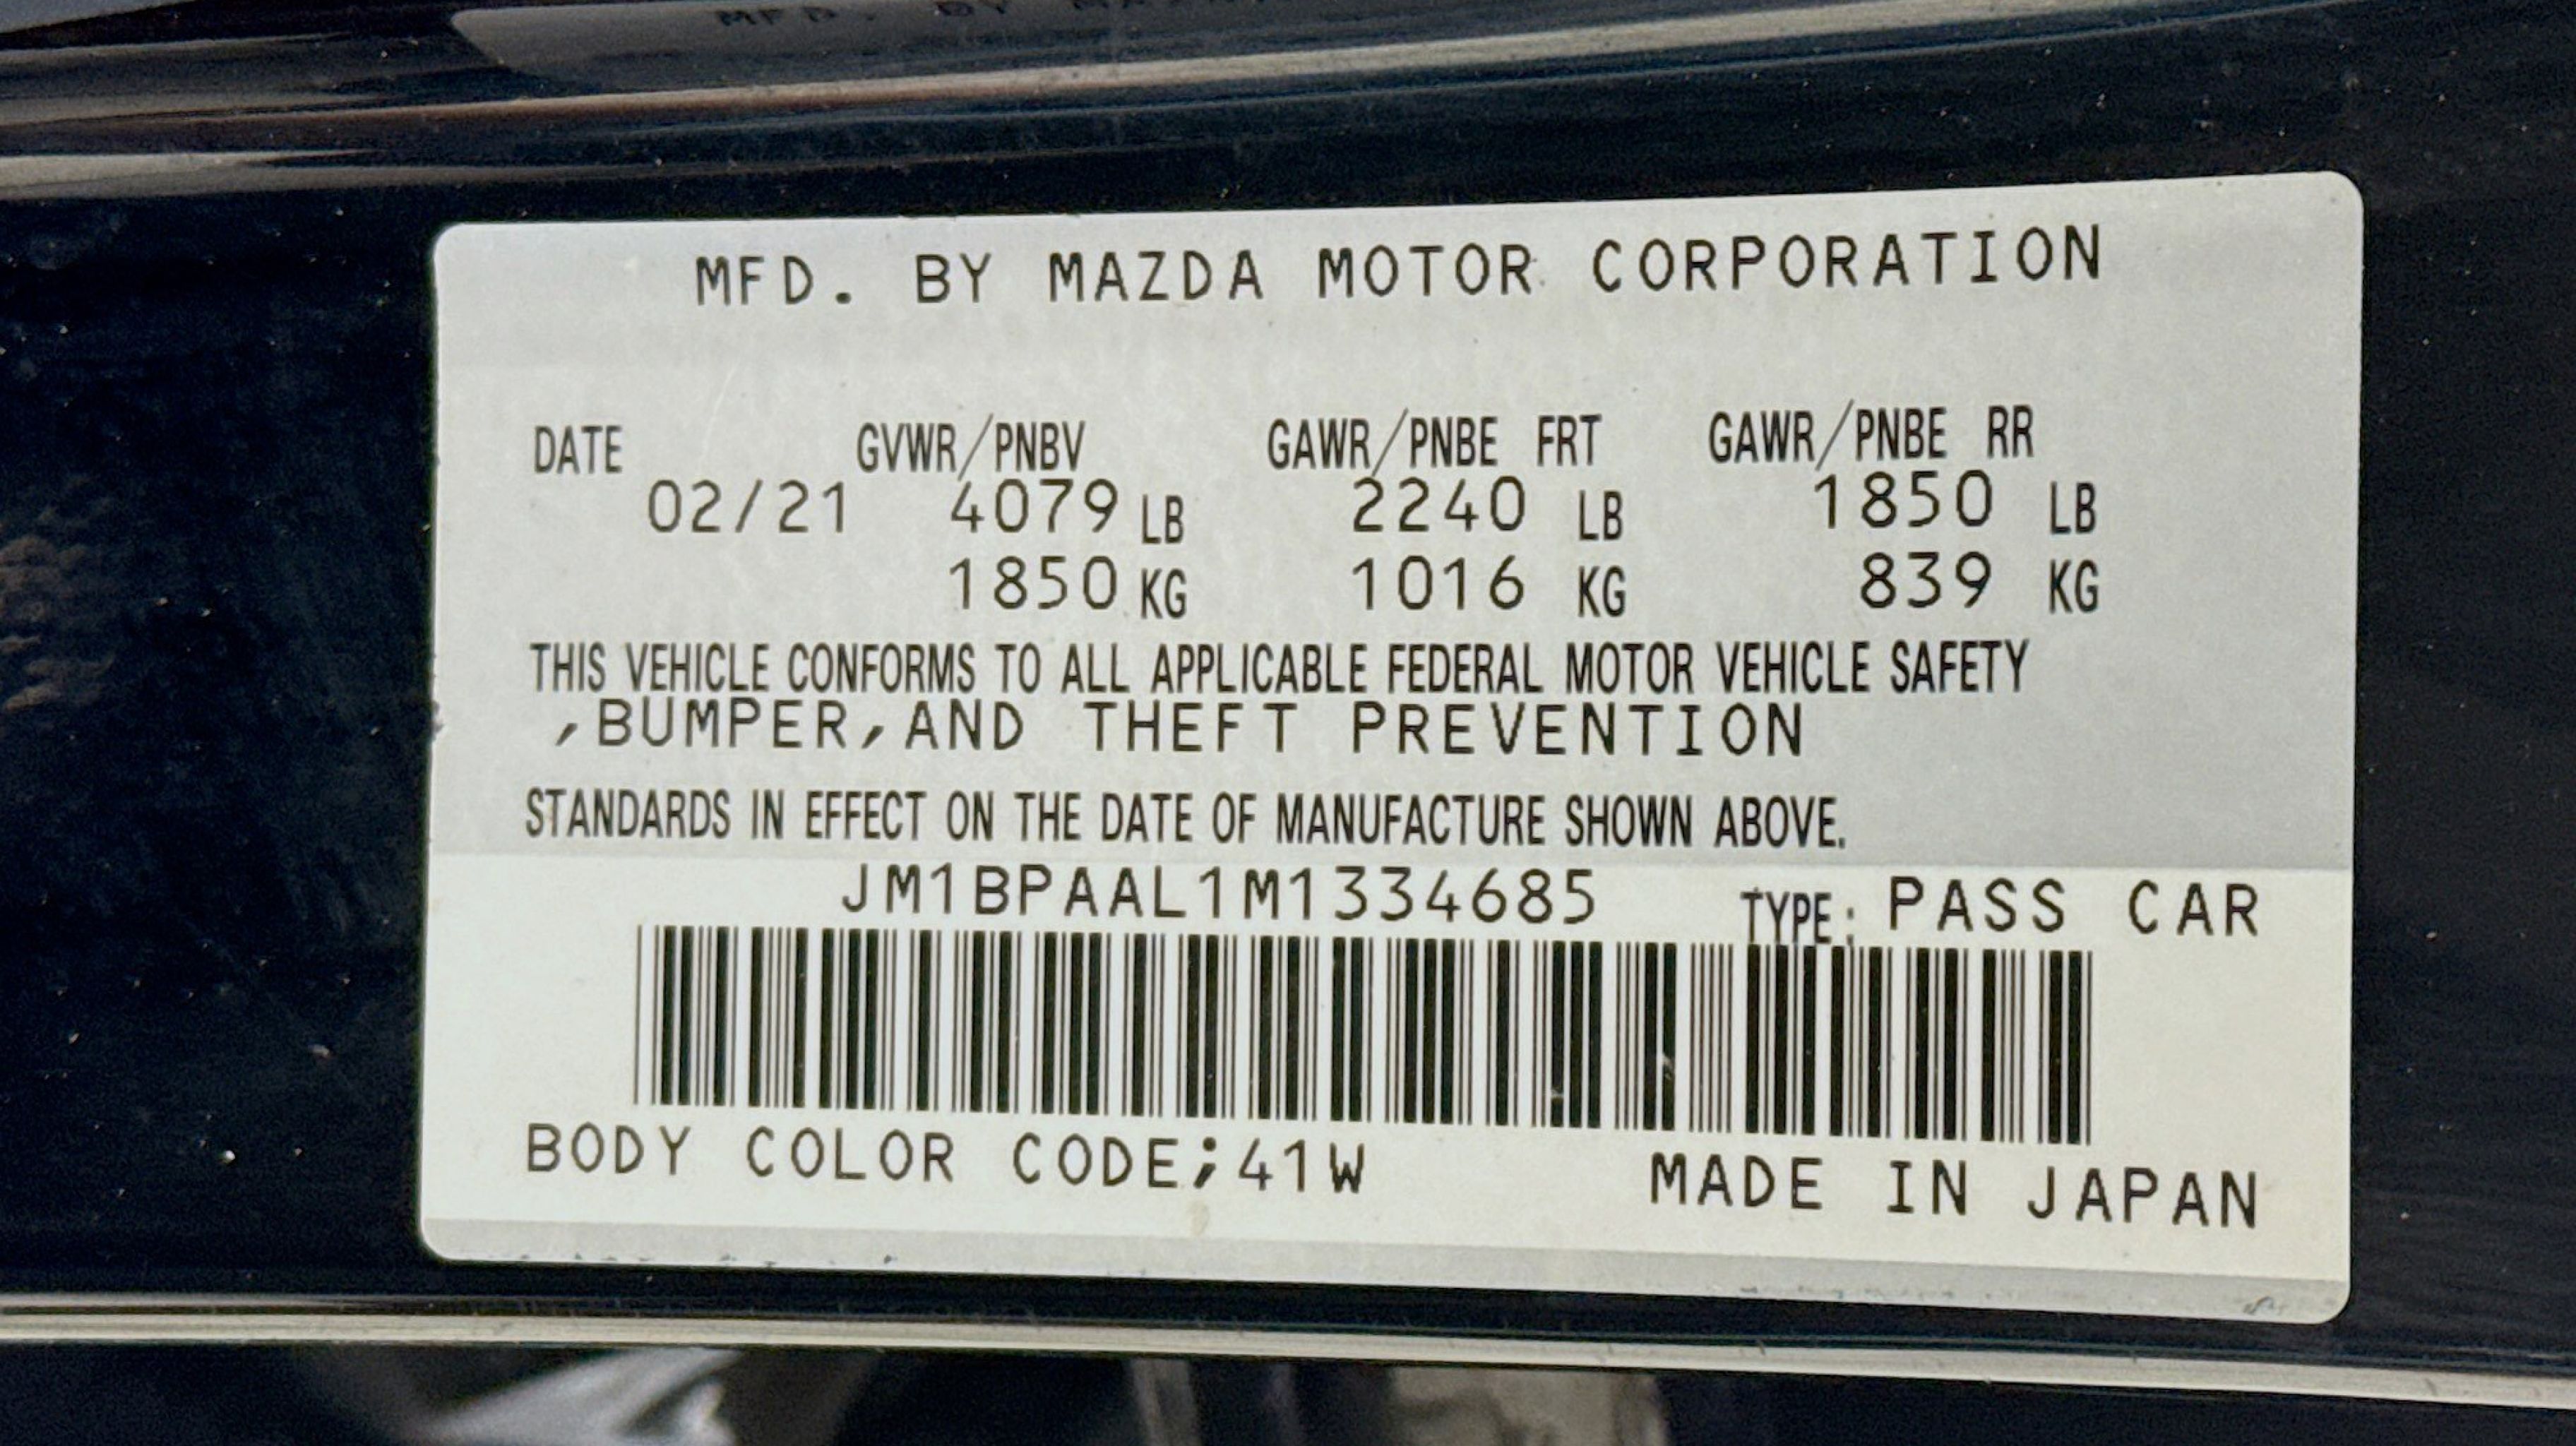 MFD. BY MAZDA MOTOR CORPORATION
DATE GVWR/PNBV GAWR/PNBE FRT GAWR/PNBE RR
02/21 4079 LB 2240 LB 1850 LB
1850 KG 1016 KG 839 KG
THIS VEHICLE CONFORMS TO ALL APPLICABLE FEDERAL MOTOR VEHICLE SAFETY
,BUMPER,AND THEFT PREVENTION
STANDARDS IN EFFECT ON THE DATE OF MANUFACTURE SHOWN ABOVE.
JM1BPAAL1M1334685 TYPE: PASS CAR
BODY COLOR CODE;41W MADE IN JAPAN